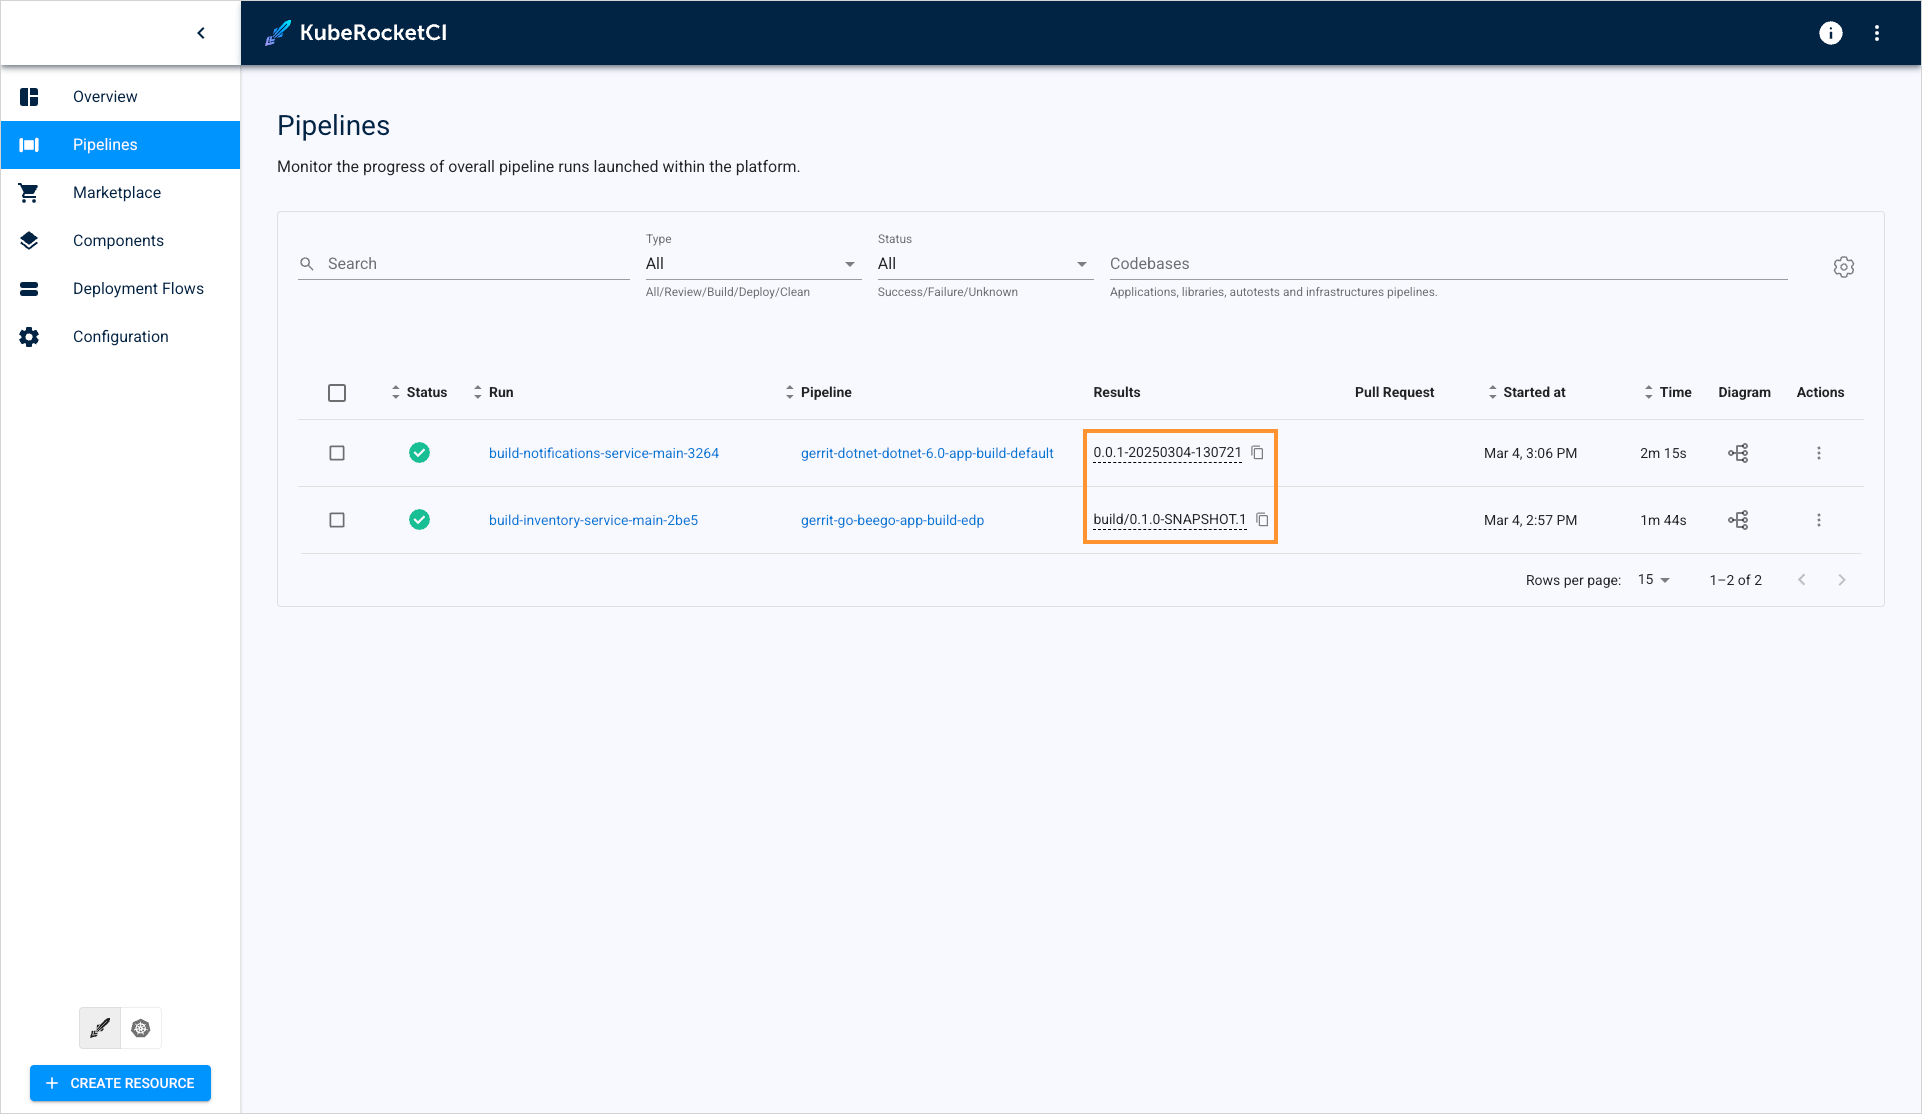 KubeRocketCI
Overview
Pipelines
Marketplace
Components
Deployment Flows
Configuration
CREATE RESOURCE
Pipelines
Monitor the progress of overall pipeline runs launched within the platform.
Type Status
Search All All Codebases
All/Review/Build/Deploy/Clean Success/Failure/Unknown Applications, libraries, autotests and infrastructures pipelines.
Status Run Pipeline Results Pull Request Started at Time Diagram Actions
build-notifications-service-main-3264 gerrit-dotnet-dotnet-6.0-app-build-default 0.0.1-20250304-130721 Mar 4, 3:06 PM 2m 15s
build-inventory-service-main-2be5 gerrit-go-beego-app-build-edp build/0.1.0-SNAPSHOT.1 Mar 4, 2:57 PM 1m 44s
Rows per page: 15 1–2 of 2